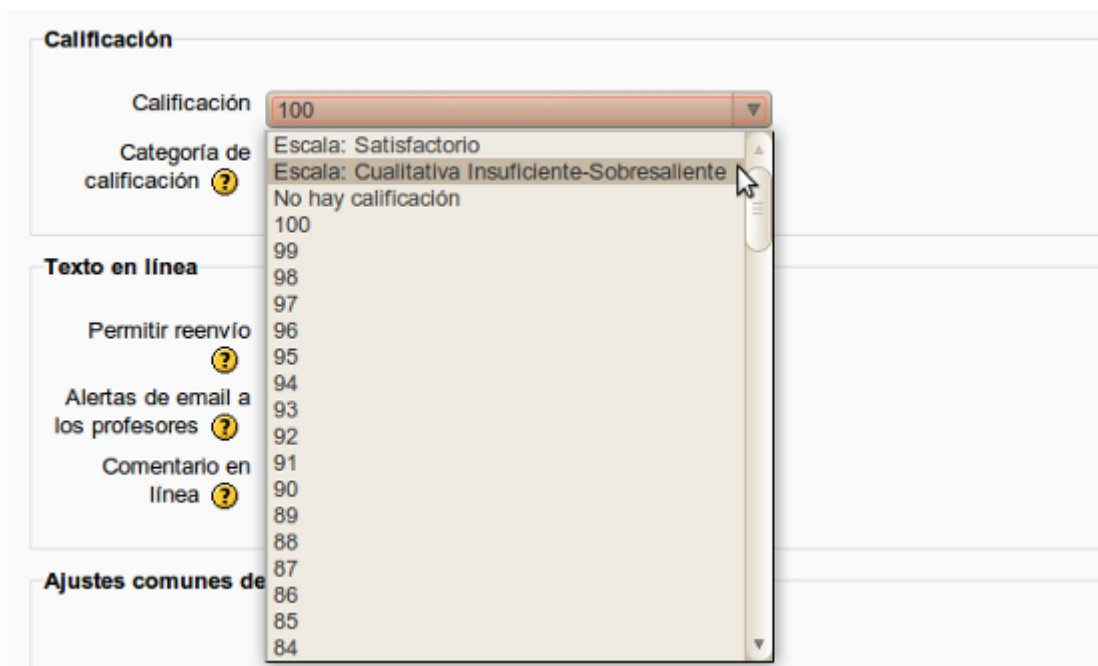 Calificación
Calificación
100
Categoría de
calificación
Escala: Satisfactorio
Escala: Cualitativa Insuficiente-Sobresaliente
No hay calificación
100
99
98
97
96
95
94
93
92
91
90
89
88
87
86
85
84
Texto en línea
Permitir reenvío
Alertas de email a
los profesores
Comentario en
línea
Ajustes comunes de